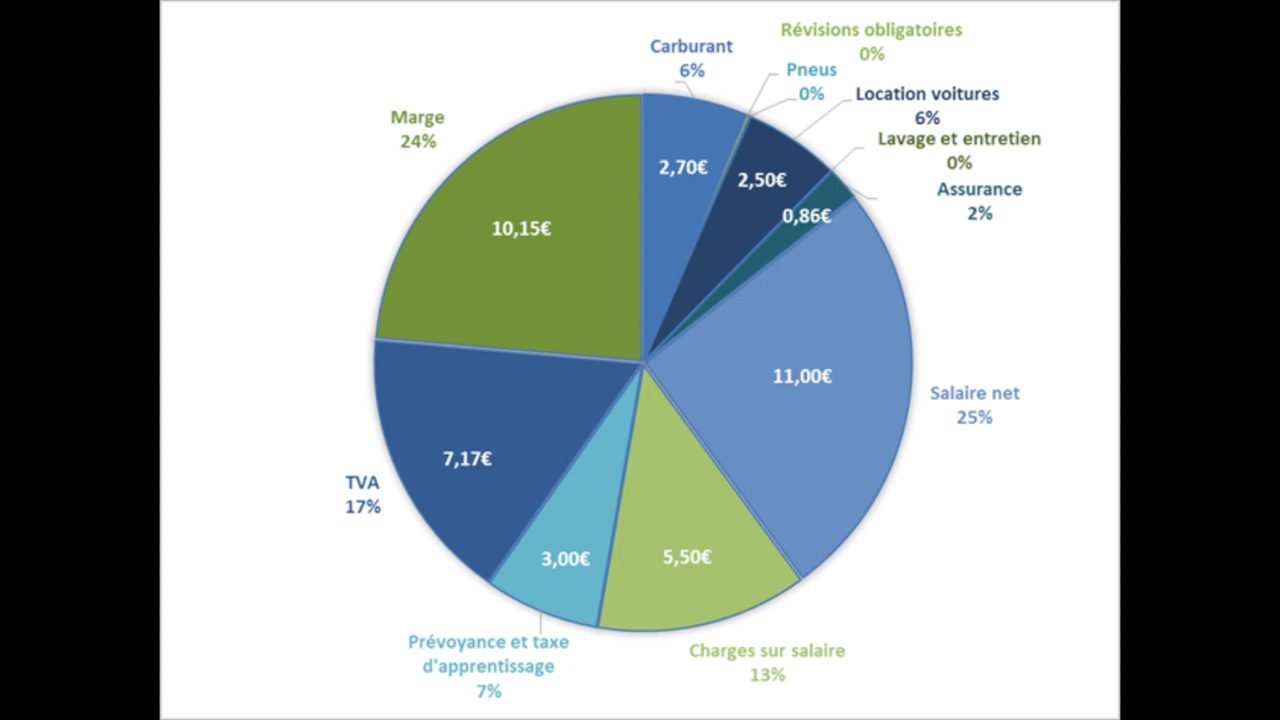 Révisions obligatoires
0%
Carburant
6%
Pneus
0%
Location voitures
6%
Lavage et entretien
0%
Assurance
2%
Marge
24%
2,70€
2,50€
0,86€
10,15€
11,00€
Salaire net
25%
7,17€
TVA
17%
3,00€
5,50€
Prévoyance et taxe
d'apprentissage
7%
Charges sur salaire
13%